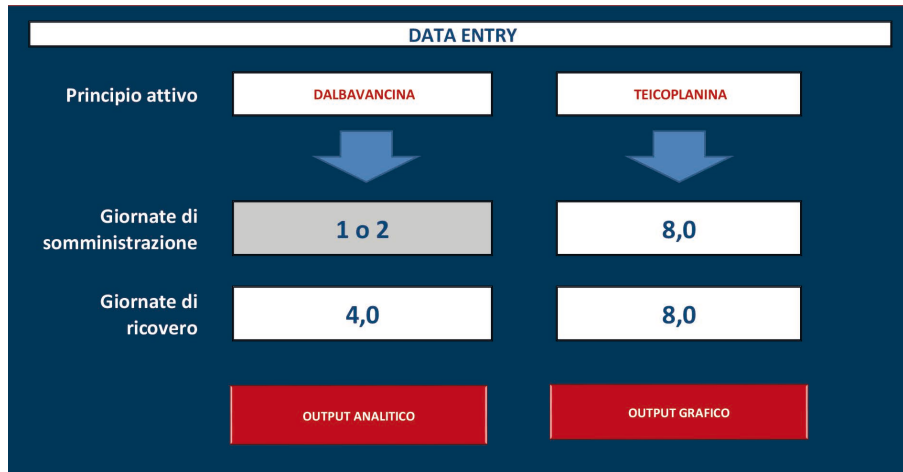 DATA ENTRY
Principio attivo
DALBAVANCINA
TEICOPLANINA
Giornate di
somministrazione
1 o 2
8,0
Giornate di
ricovero
4,0
8,0
OUTPUT ANALITICO
OUTPUT GRAFICO